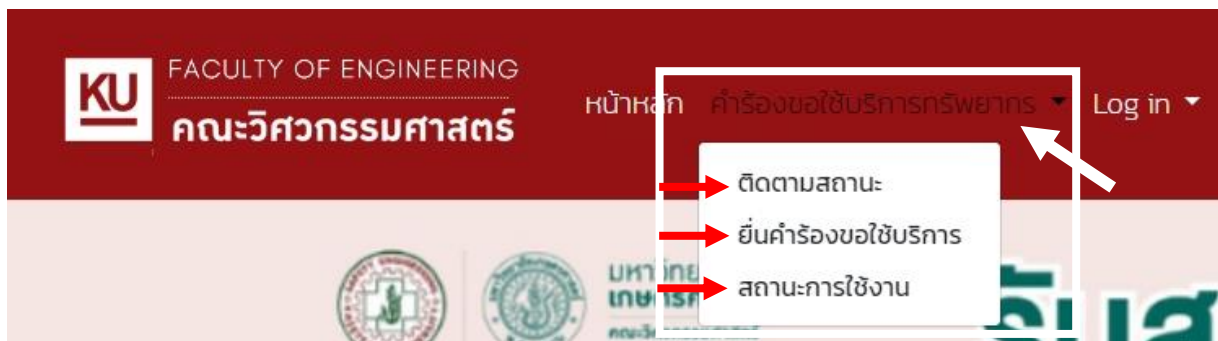 KU
FACULTY OF ENGINEERING
คณะวิศวกรรมศาสตร์
หน้าหลัก คำร้องขอใช้บริการทรัพยากร Log in
ติดตามสถานะ
ยื่นคำร้องขอใช้บริการ
สถานะการใช้งาน